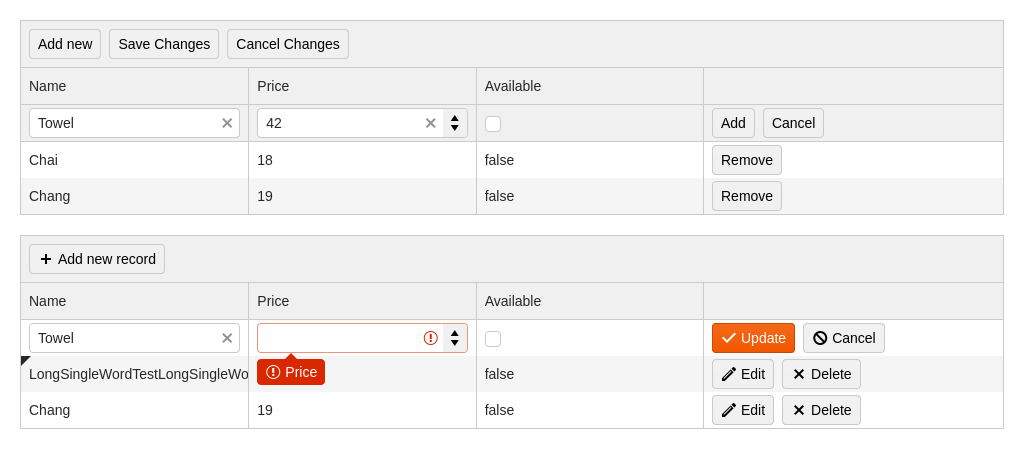 Add new Save Changes Cancel Changes
Name Price Available
Towel 42 Add Cancel
Chai 18 false Remove
Chang 19 false Remove
Add new record
Name Price Available
Towel Update Cancel
LongSingleWordTestLongSingleWo Price false Edit Delete
Chang 19 false Edit Delete